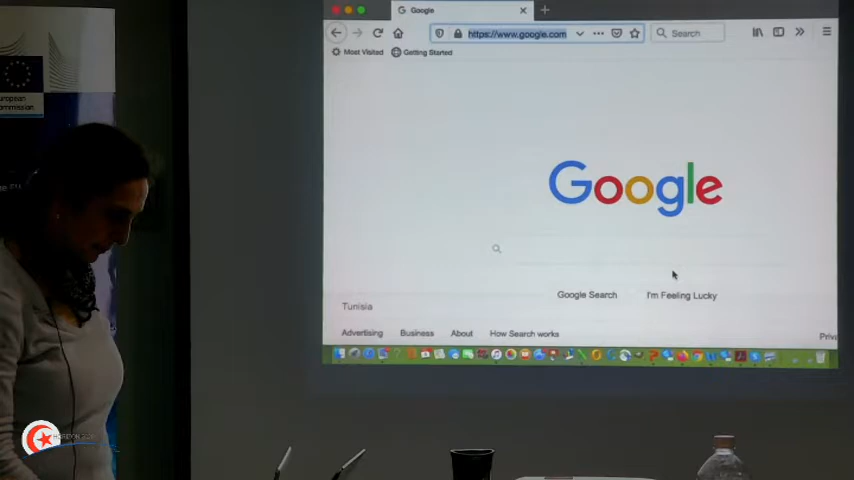 Google
https://www.google.com
Search
Most Visited
Getting Started
Google
Google Search
I'm Feeling Lucky
Tunisia
Advertising
Business
About
How Search works
European
Commission